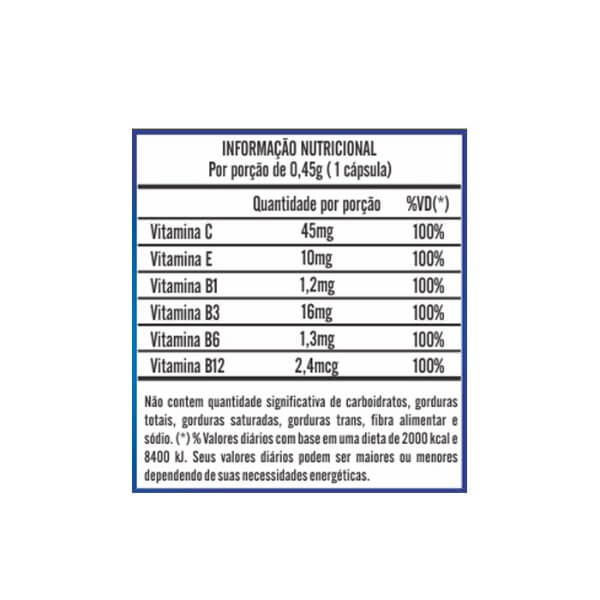 INFORMAÇÃO NUTRICIONAL
Por porção de 0,45g ( 1 cápsula)
Quantidade por porção %VD(*)
Vitamina C 45mg 100%
Vitamina E 10mg 100%
Vitamina B1 1,2mg 100%
Vitamina B3 16mg 100%
Vitamina B6 1,3mg 100%
Vitamina B12 2,4mcg 100%
Não contem quantidade significativa de carboidratos, gorduras
totais, gorduras saturadas, gorduras trans, fibra alimentar e
sódio. (*) % Valores diários com base em uma dieta de 2000 kcal e
8400 kJ. Seus valores diários podem ser maiores ou menores
dependendo de suas necessidades energéticas.